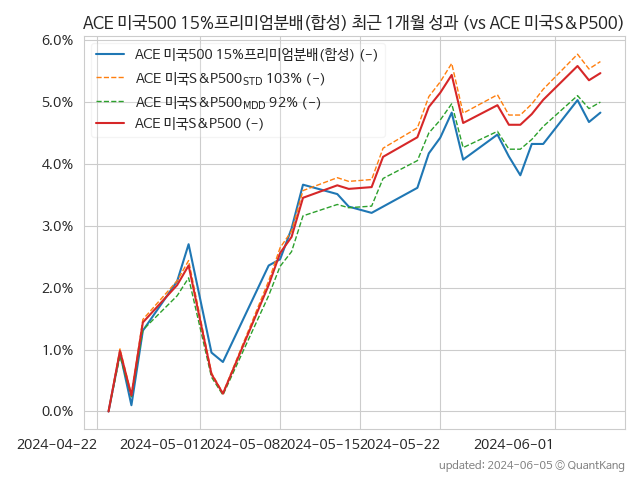 ACE 미국500 15%프리미엄분배(합성) 최근 1개월 성과 (vs ACE 미국S&P500)
6.0%
5.0%
4.0%
3.0%
2.0%
1.0%
0.0%
ACE 미국500 15%프리미엄분배(합성) (-)
ACE 미국S&P500STD 103% (-)
ACE 미국S&P500MDD 92% (-)
ACE 미국S&P500 (-)
2024-04-22 2024-05-01 2024-05-08 2024-05-15 2024-05-22 2024-06-01
updated: 2024-06-05 © QuantKang